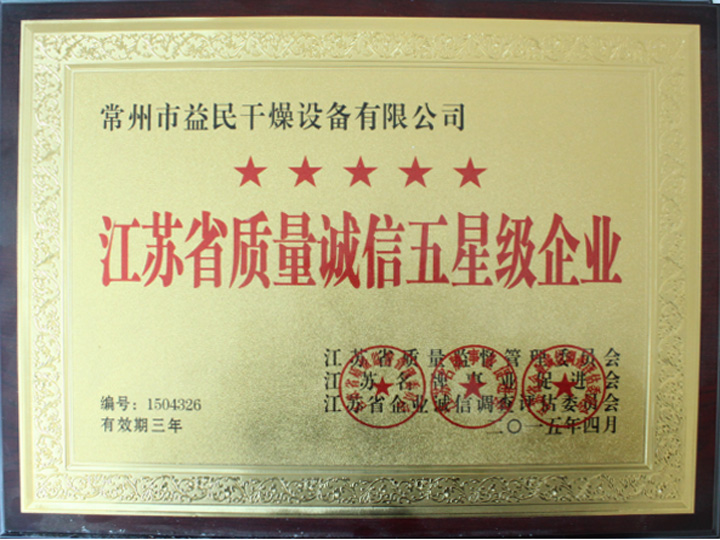 常州市益民干燥设备有限公司
★★★★★
江苏省质量诚信五星级企业
江苏省质量监督管理委员会
江苏名牌事业促进会
江苏省企业诚信调查评估委员会
编号：1504326
有效期三年
二〇一五年四月